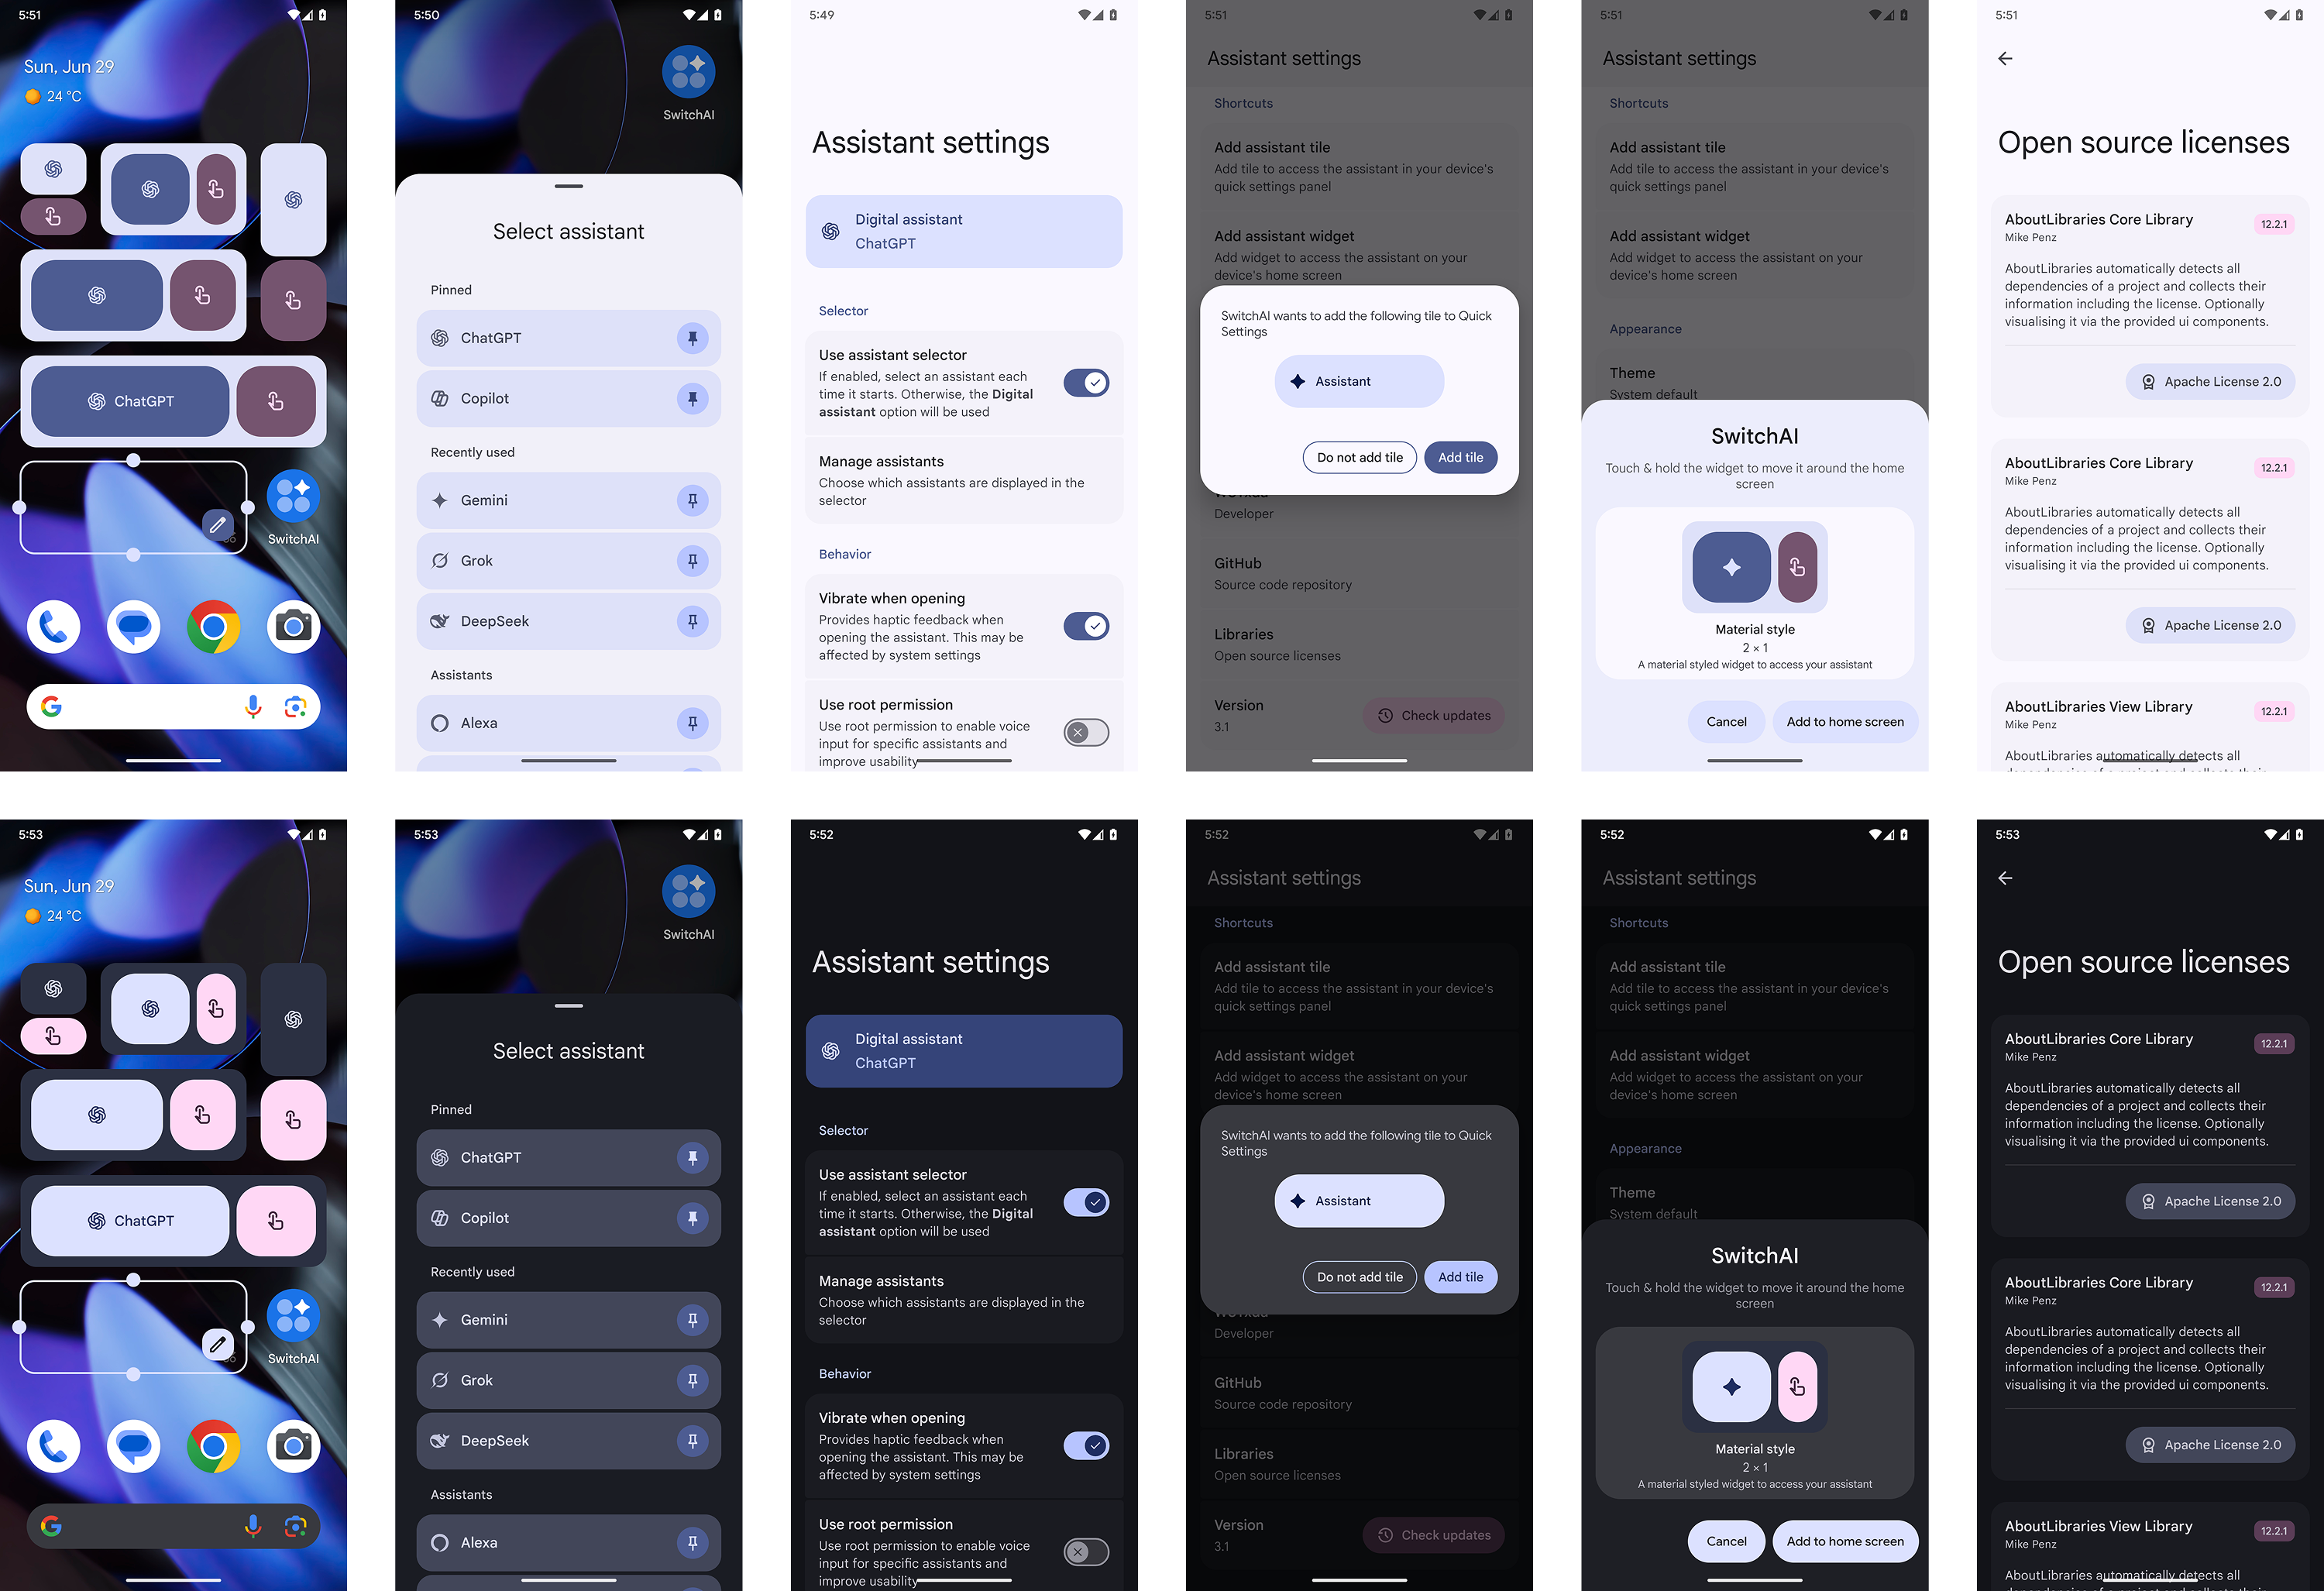 5:51
Sun, Jun 29
24 °C
ChatGPT
SwitchAI
5:50
SwitchAI
Select assistant
Pinned
ChatGPT
Copilot
Recently used
Gemini
Grok
DeepSeek
Assistants
Alexa
5:49
Assistant settings
Digital assistant
ChatGPT
Selector
Use assistant selector
If enabled, select an assistant each
time it starts. Otherwise, the Digital
assistant option will be used
Manage assistants
Choose which assistants are displayed in the
selector
Behavior
Vibrate when opening
Provides haptic feedback when
opening the assistant. This may be
affected by system settings
Use root permission
Use root permission to enable voice
input for specific assistants and
improve usability
5:51
Assistant settings
Shortcuts
Add assistant tile
Add tile to access the assistant in your device's
quick settings panel
Add assistant widget
Add widget to access the assistant on your
device's home screen
SwitchAI wants to add the following tile to Quick
Settings
Assistant
Do not add tile
Add tile
Developer
GitHub
Source code repository
Libraries
Open source licenses
Version
3.1
Check updates
5:51
Assistant settings
Shortcuts
Add assistant tile
Add tile to access the assistant in your device's
quick settings panel
Add assistant widget
Add widget to access the assistant on your
device's home screen
Appearance
Theme
System default
SwitchAI
Touch & hold the widget to move it around the home
screen
Material style
2 × 1
A material styled widget to access your assistant
Cancel
Add to home screen
5:51
Open source licenses
AboutLibraries Core Library
12.2.1
Mike Penz
AboutLibraries automatically detects all
dependencies of a project and collects their
information including the license. Optionally
visualising it via the provided ui components.
Apache License 2.0
AboutLibraries Core Library
12.2.1
Mike Penz
AboutLibraries automatically detects all
dependencies of a project and collects their
information including the license. Optionally
visualising it via the provided ui components.
Apache License 2.0
AboutLibraries View Library
12.2.1
Mike Penz
AboutLibraries automatically detects all
dependencies of a project and collects their
5:53
Sun, Jun 29
24 °C
ChatGPT
SwitchAI
5:53
SwitchAI
Select assistant
Pinned
ChatGPT
Copilot
Recently used
Gemini
Grok
DeepSeek
Assistants
Alexa
5:52
Assistant settings
Digital assistant
ChatGPT
Selector
Use assistant selector
If enabled, select an assistant each
time it starts. Otherwise, the Digital
assistant option will be used
Manage assistants
Choose which assistants are displayed in the
selector
Behavior
Vibrate when opening
Provides haptic feedback when
opening the assistant. This may be
affected by system settings
Use root permission
Use root permission to enable voice
input for specific assistants and
improve usability
5:52
Assistant settings
Shortcuts
Add assistant tile
Add tile to access the assistant in your device's
quick settings panel
Add assistant widget
Add widget to access the assistant on your
device's home screen
SwitchAI wants to add the following tile to Quick
Settings
Assistant
Do not add tile
Add tile
Developer
GitHub
Source code repository
Libraries
Open source licenses
Version
3.1
Check updates
5:52
Assistant settings
Shortcuts
Add assistant tile
Add tile to access the assistant in your device's
quick settings panel
Add assistant widget
Add widget to access the assistant on your
device's home screen
Appearance
Theme
System default
SwitchAI
Touch & hold the widget to move it around the home
screen
Material style
2 × 1
A material styled widget to access your assistant
Cancel
Add to home screen
5:53
Open source licenses
AboutLibraries Core Library
12.2.1
Mike Penz
AboutLibraries automatically detects all
dependencies of a project and collects their
information including the license. Optionally
visualising it via the provided ui components.
Apache License 2.0
AboutLibraries Core Library
12.2.1
Mike Penz
AboutLibraries automatically detects all
dependencies of a project and collects their
information including the license. Optionally
visualising it via the provided ui components.
Apache License 2.0
AboutLibraries View Library
12.2.1
Mike Penz
AboutLibraries automatically detects all